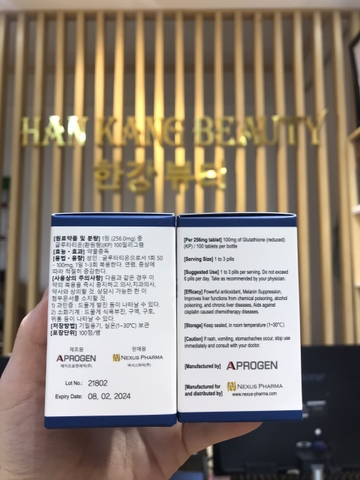 HAN KANG BEAUTY
한강 뷰티
[원료약품 및 분량] 1정 (256.0mg) 중
글루타티온(환원형)(KP) 100밀리그램
[효능 · 효과] 약물중독
[용법 · 용량] 성인 : 글루타티온으로서 1회 50
~ 100mg, 1일 1~3회 복용한다. 연령, 증상에
따라 적절히 증감한다.
[사용상의 주의사항] 다음과 같은 경우 이
약의 복용을 즉시 중지하고 의사,치과의사,
약사와 상의할 것. 상담시 가능한 한 이
첨부문서를 소지할 것.
1) 과민증 : 드물게 발진 등이 나타날 수 있다.
2) 소화기계 : 드물게 식욕부진, 구역, 구토,
위통 등이 나타날 수 있다.
[저장방법] 기밀용기, 실온(1~30℃) 보관
[포장단위] 100정/병
제조원
판매원
APROGEN
NEXUS PHARMA
Lot No.: 21802
Expiry Date: 08, 02, 2024
[Per 256mg tablet] 100mg of Glutathione (reduced)
(KP) / 100 tablets per bottle
[Serving Size] 1 to 3 pills
[Suggested Use] 1 to 3 pills per serving. Do not exceed
6 pills per day. Take as recommended by your physician.
[Efficacy] Powerful antioxidant, Melanin Suppression,
Improves liver functions from chemical poisoning, alcohol
poisoning, and chronic liver diseases. Aids against
cisplatin caused chemotherapy diseases.
[Storage] Keep sealed, in room temperature (1~30℃)
[Caution] If rash, vomiting, stomachaches occur, stop use
immediately and consult with your doctor.
[Manufactured by] APROGEN
[Manufactured for
and distributed by] NEXUS PHARMA
www.nexus-pharma.com